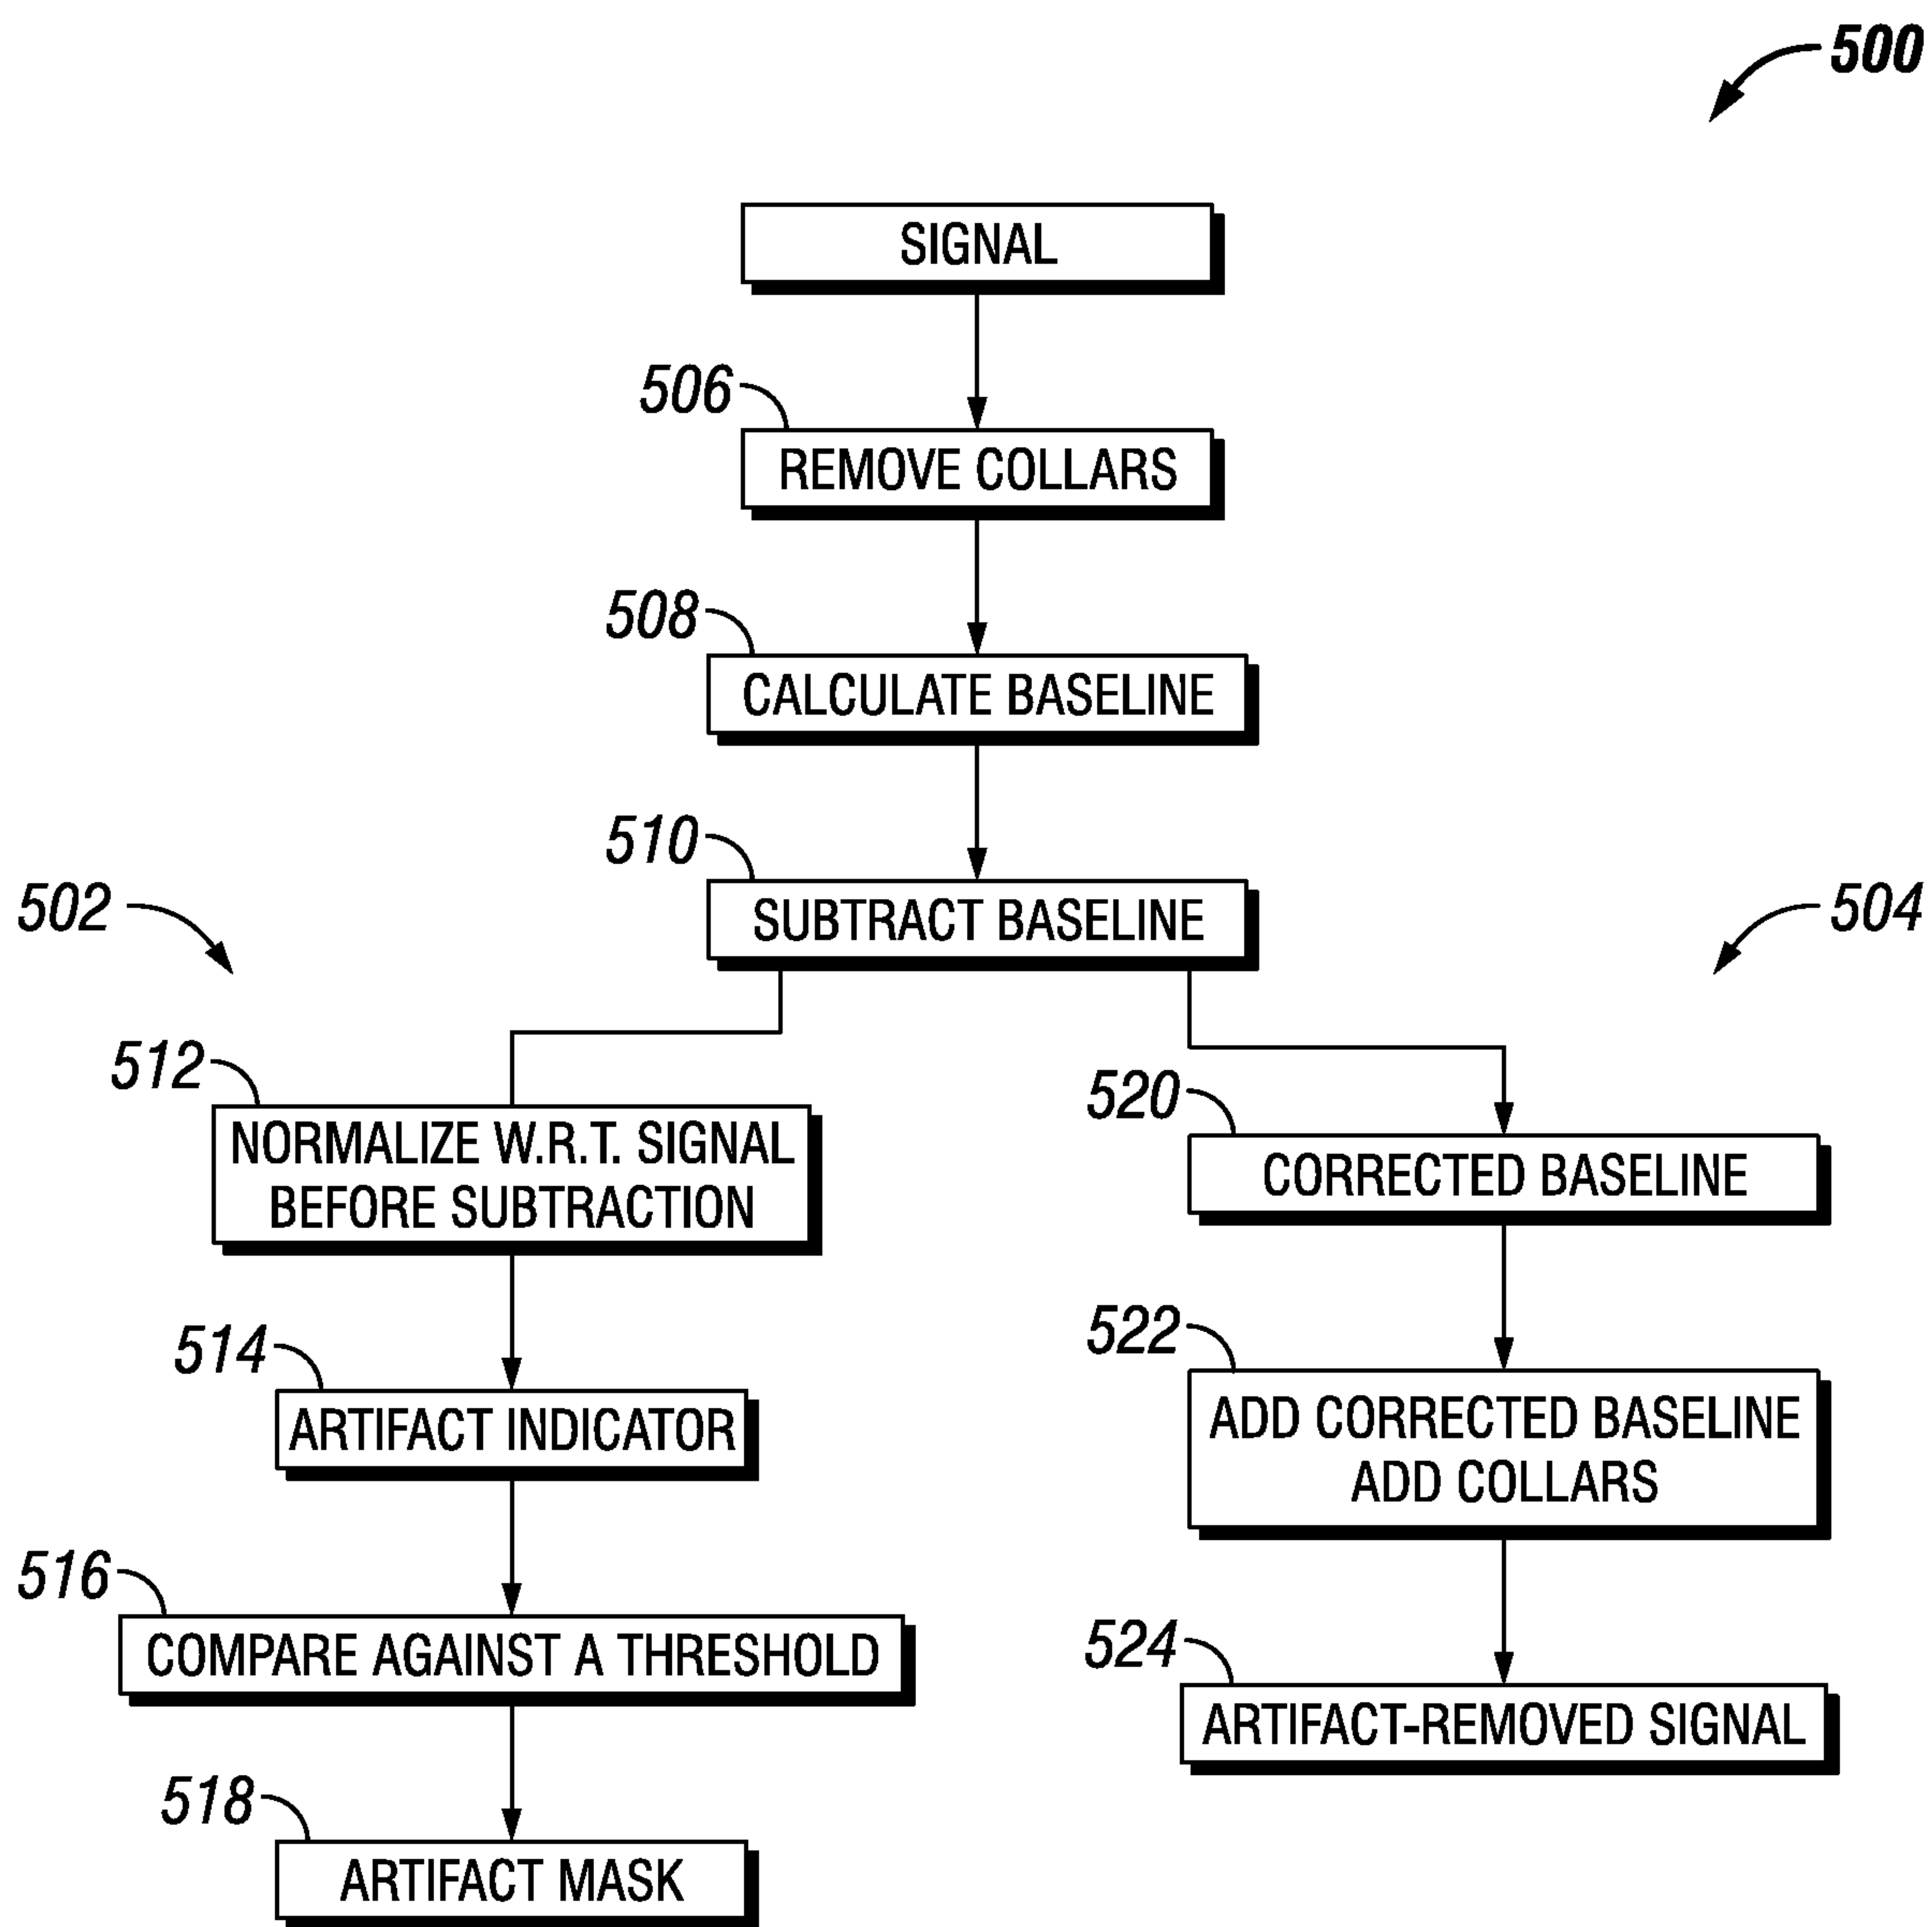 500
SIGNAL
506
REMOVE COLLARS
508
CALCULATE BASELINE
510
SUBTRACT BASELINE
502
504
512
NORMALIZE W.R.T. SIGNAL
BEFORE SUBTRACTION
514
ARTIFACT INDICATOR
516
COMPARE AGAINST A THRESHOLD
518
ARTIFACT MASK
520
CORRECTED BASELINE
522
ADD CORRECTED BASELINE
ADD COLLARS
524
ARTIFACT-REMOVED SIGNAL